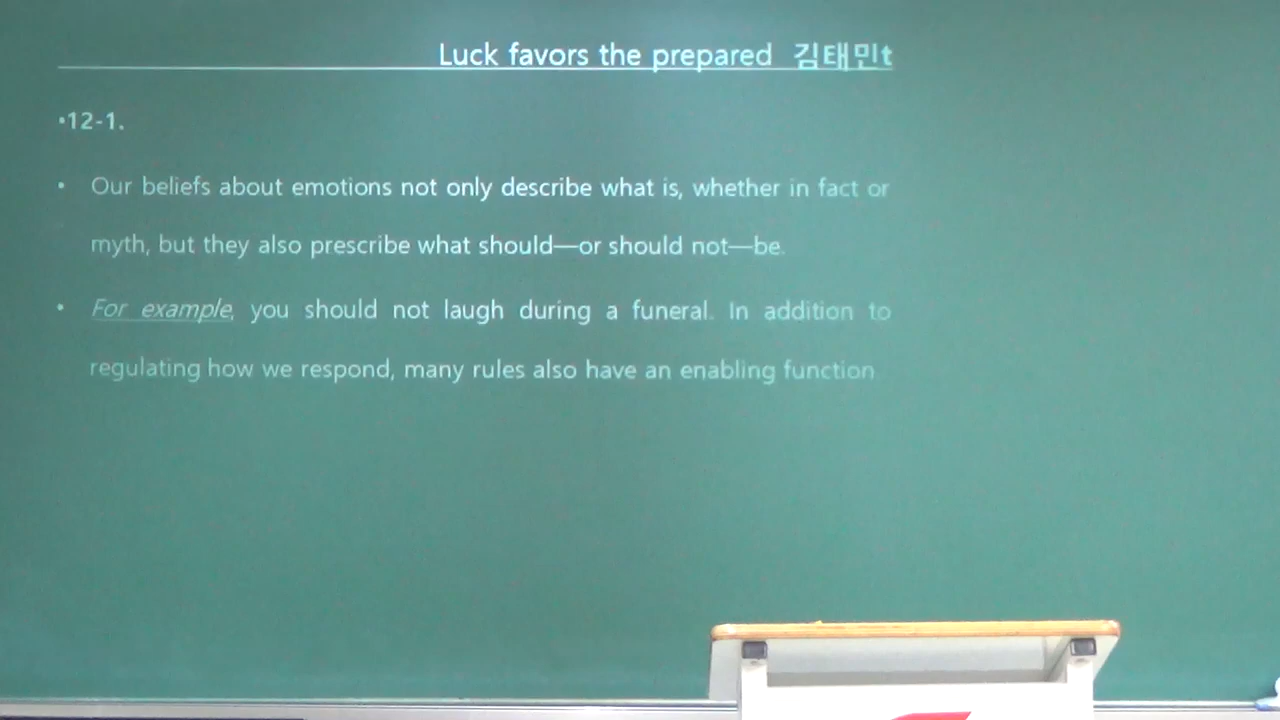 Luck favors the prepared 김태민t
▪12-1.
• Our beliefs about emotions not only describe what is, whether in fact or
myth, but they also prescribe what should—or should not—be.
• For example, you should not laugh during a funeral. In addition to
regulating how we respond, many rules also have an enabling function.